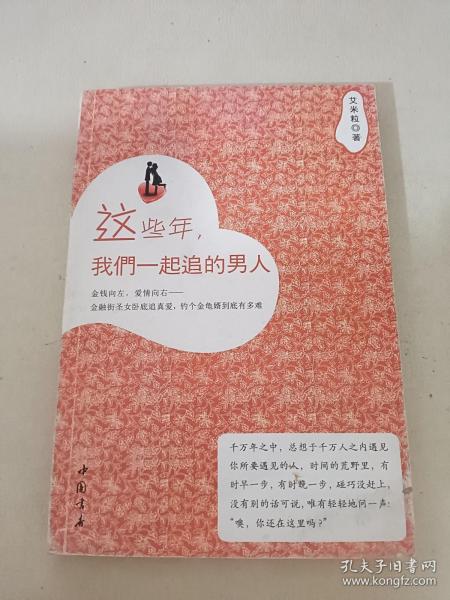 艾米粒◎著
这些年，
我們一起追的男人
金钱向左，爱情向右——
金融街圣女卧底追真爱，钓个金龟婿到底有多难
千万年之中，总想于千万人之内遇见
你所要遇见的人，时间的荒野里，有
时早一步，有时晚一步，碰巧没赶上，
没有别的话可说，唯有轻轻地问一声：
“噢，你还在这里吗？”
中国书店
孔夫子旧书网
www.kongfz.com